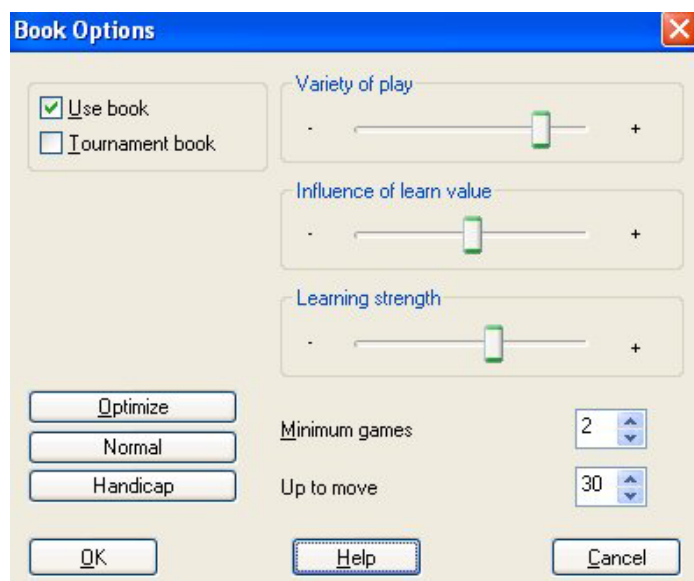 Book Options
Use book
Tournament book
Variety of play
- +
Influence of learn value
- +
Learning strength
- +
Optimize
Normal
Handicap
Minimum games 2
Up to move 30
OK Help Cancel